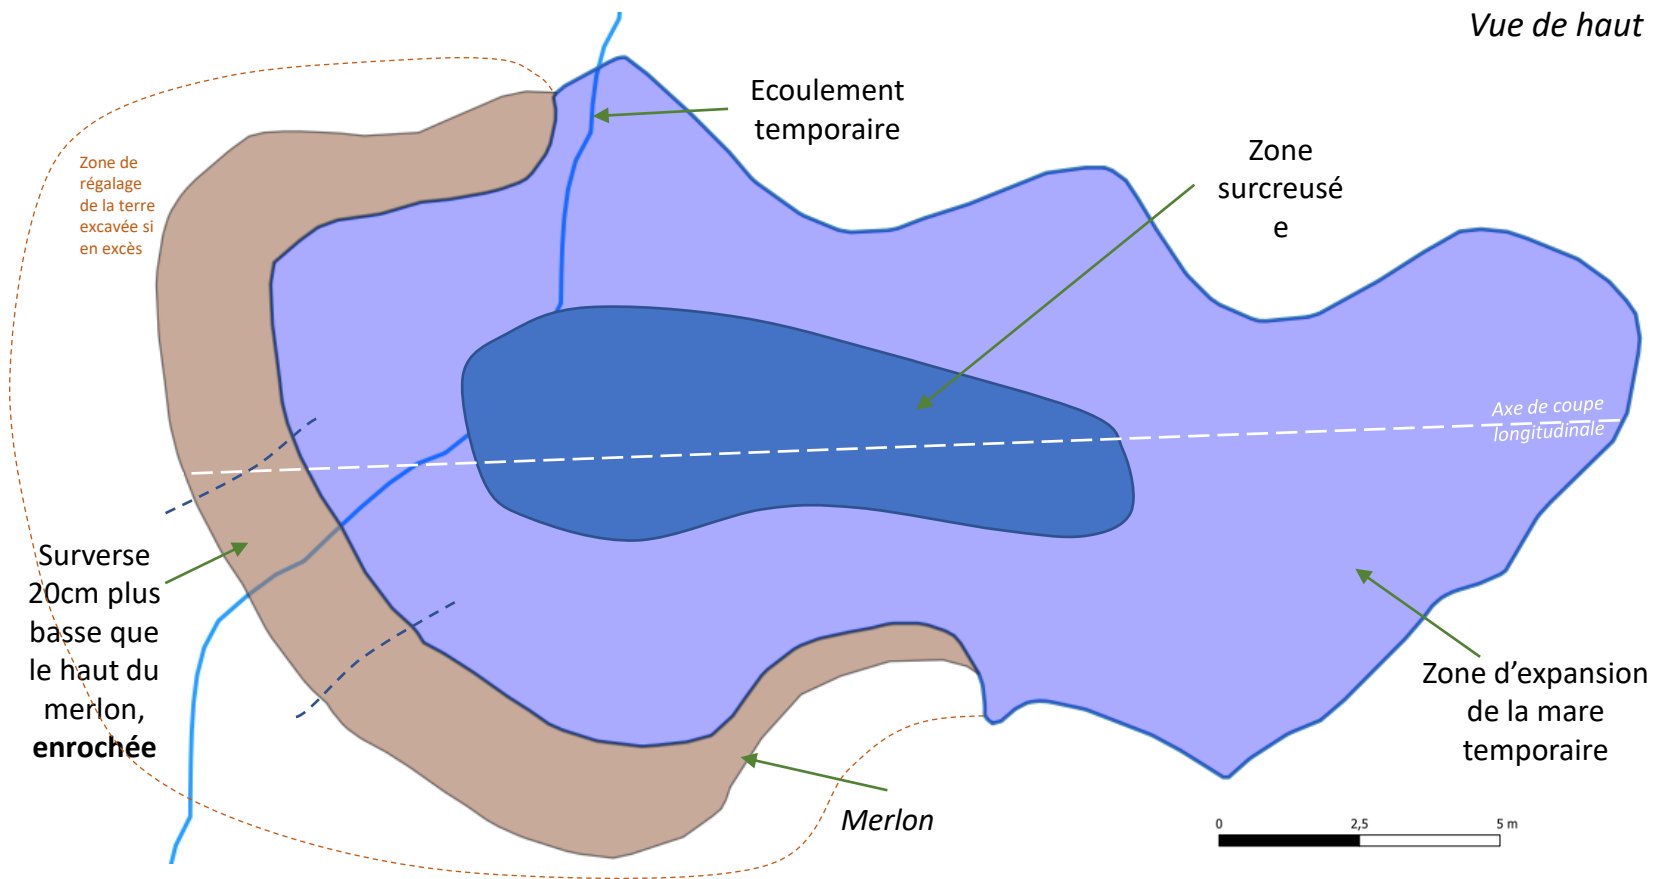 Vue de haut
Ecoulement
temporaire
Zone
surcreusé
e
Zone de
régalage
de la terre
excavée si
en excès
Axe de coupe
longitudinale
Surverse
20cm plus
basse que
le haut du
merlon,
enrochée
Zone d’expansion
de la mare
temporaire
Merlon
0 2,5 5 m